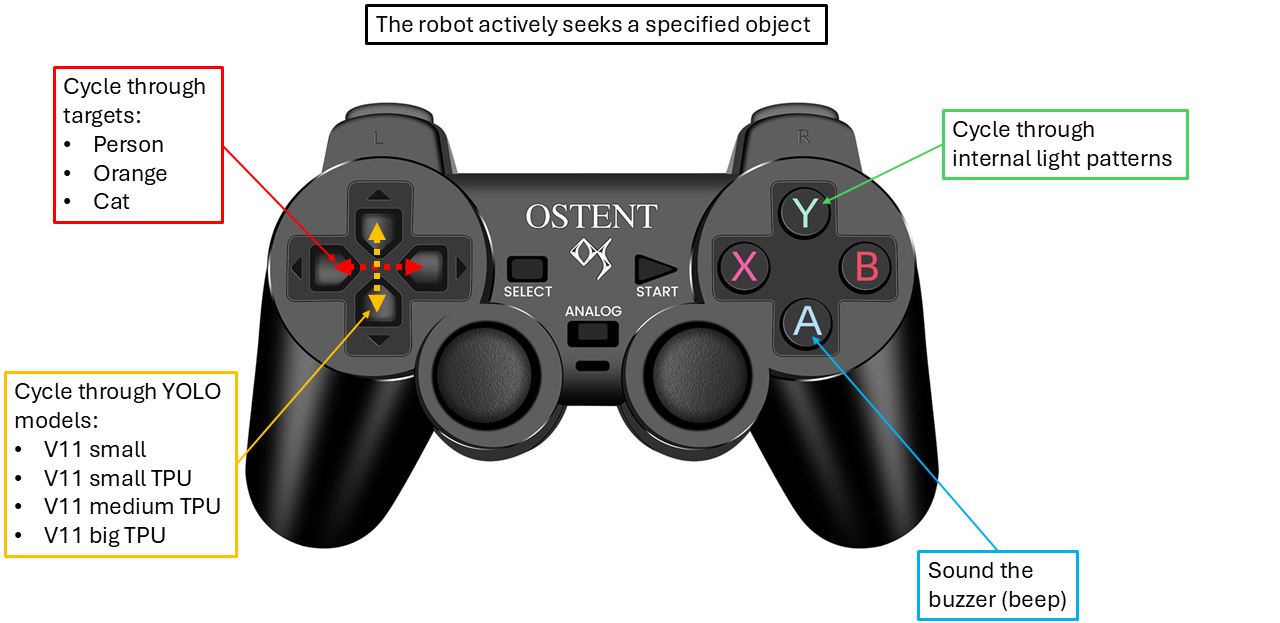 The robot actively seeks a specified object
Cycle through
targets:
• Person
• Orange
• Cat
Cycle through
internal light patterns
L
R
OSTENT
SELECT
START
ANALOG
Y
X
B
A
Cycle through YOLO
models:
• V11 small
• V11 small TPU
• V11 medium TPU
• V11 big TPU
Sound the
buzzer (beep)